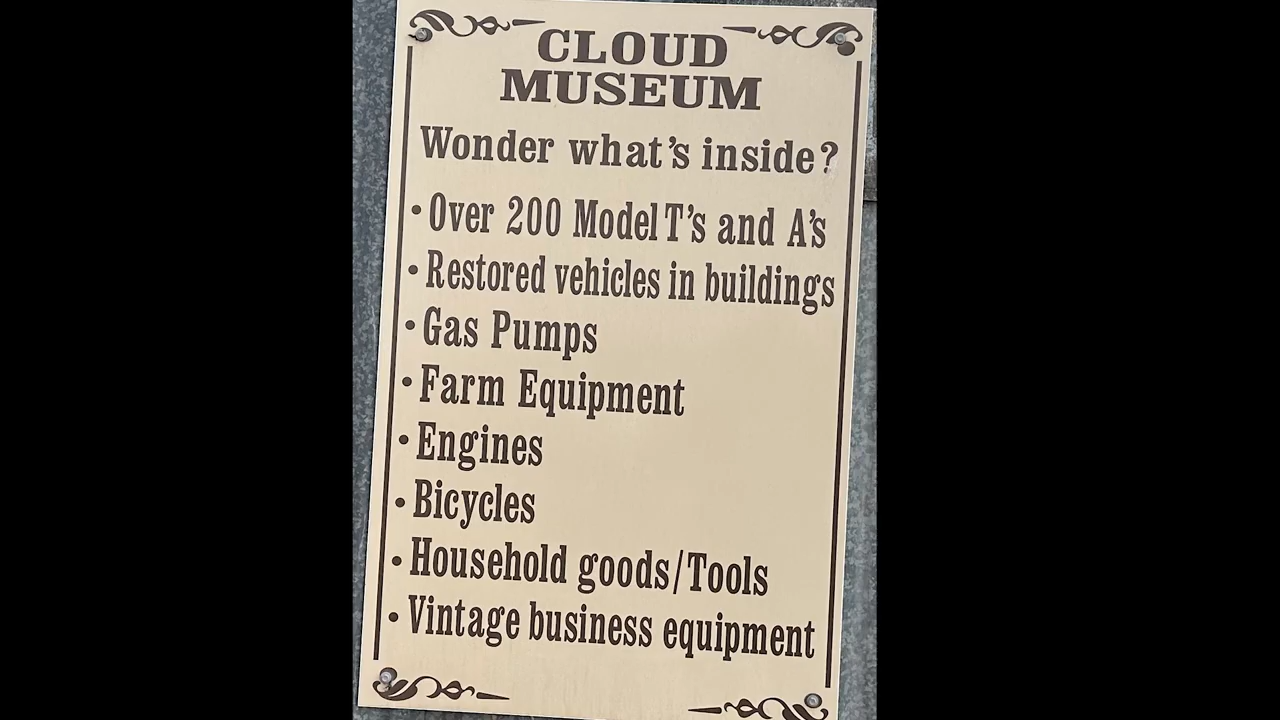 CLOUD
MUSEUM
Wonder what's inside?
• Over 200 Model T's and A's
• Restored vehicles in buildings
• Gas Pumps
• Farm Equipment
• Engines
• Bicycles
• Household goods/Tools
• Vintage business equipment